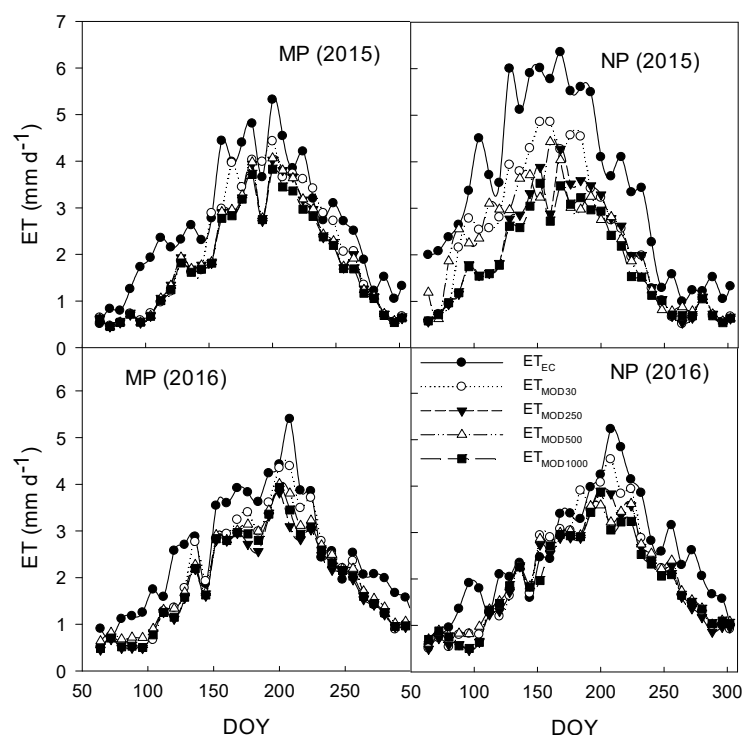 7
6
5
4
3
2
1
0
ET (mm d⁻¹)
MP (2015)
NP (2015)
6
5
4
3
2
1
0
ET (mm d⁻¹)
MP (2016)
NP (2016)
ET_EC
ET_MOD30
ET_MOD250
ET_MOD500
ET_MOD1000
50 100 150 200 250 50 100 150 200 250 300
DOY DOY